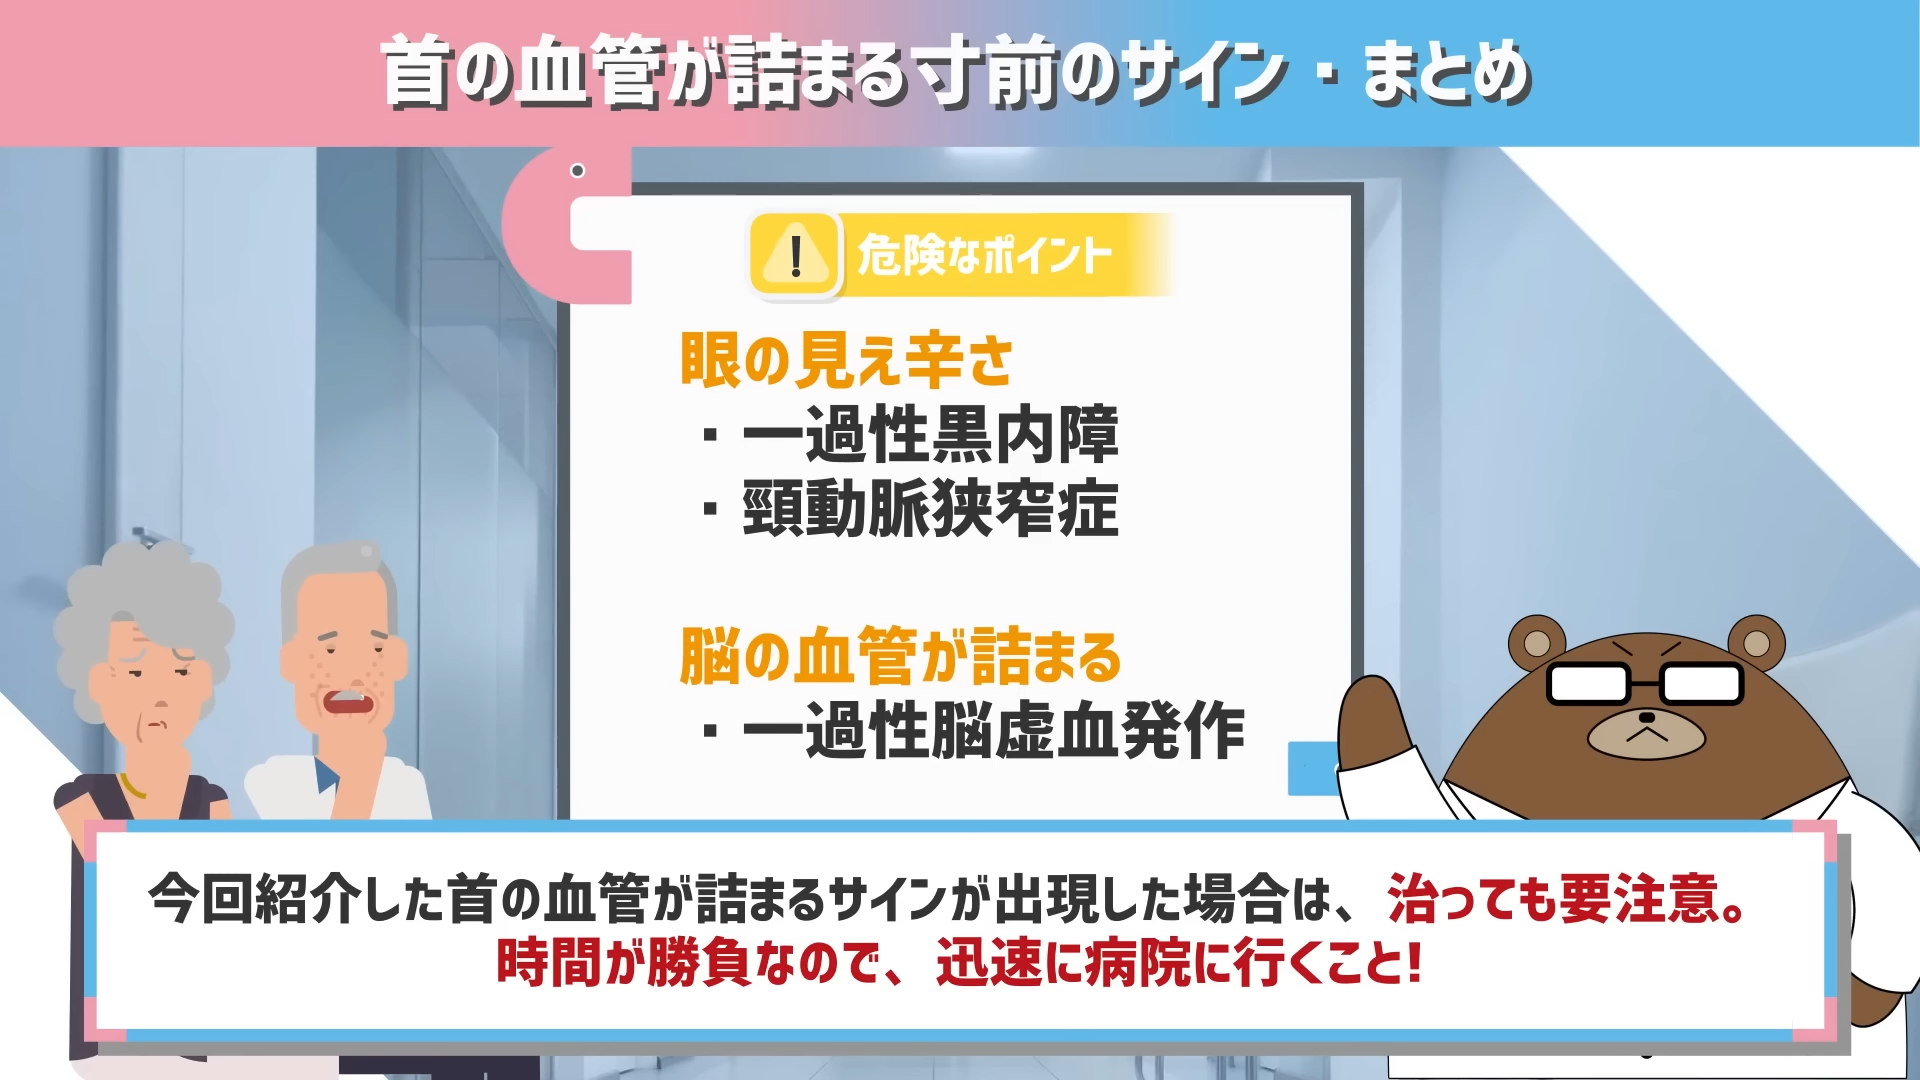 首の血管が詰まる寸前のサイン・まとめ
! 危険なポイント
眼の見え辛さ
・一過性黒内障
・頸動脈狭窄症
脳の血管が詰まる
・一過性脳虚血発作
今回紹介した首の血管が詰まるサインが出現した場合は、治っても要注意。
時間が勝負なので、迅速に病院に行くこと!